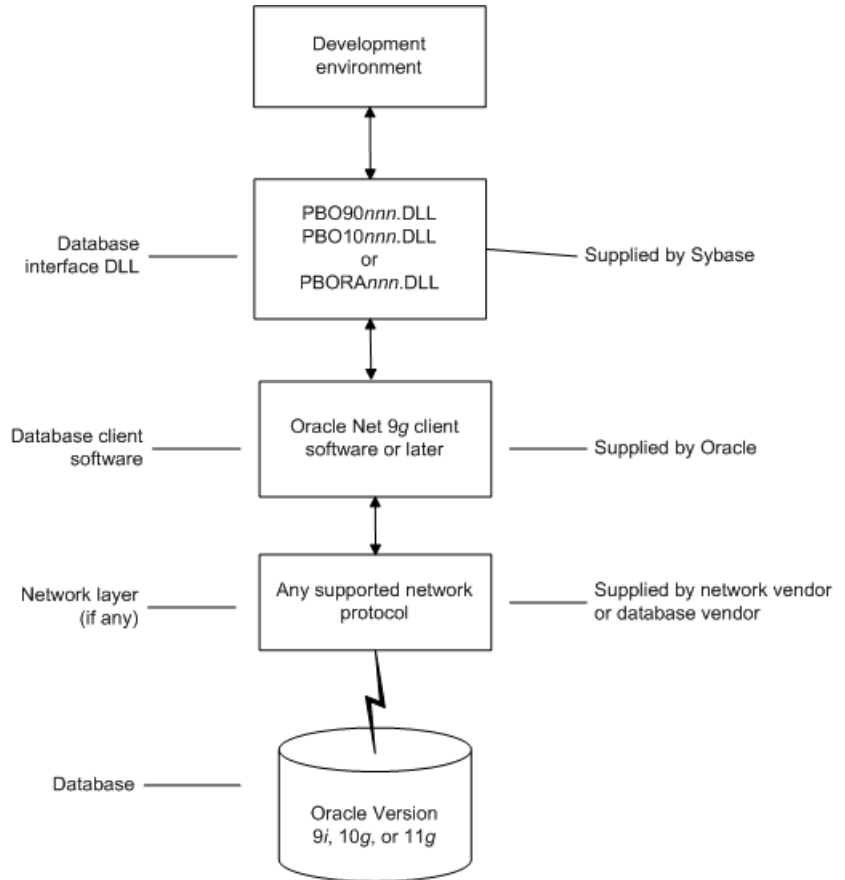 Development
environment
PBO90nnn.DLL
PBO10nnn.DLL
or
PBORAnnn.DLL
Database
interface DLL
Supplied by Sybase
Oracle Net 9g client
software or later
Database client
software
Supplied by Oracle
Any supported network
protocol
Network layer
(if any)
Supplied by network vendor
or database vendor
Database
Oracle Version
9i, 10g, or 11g